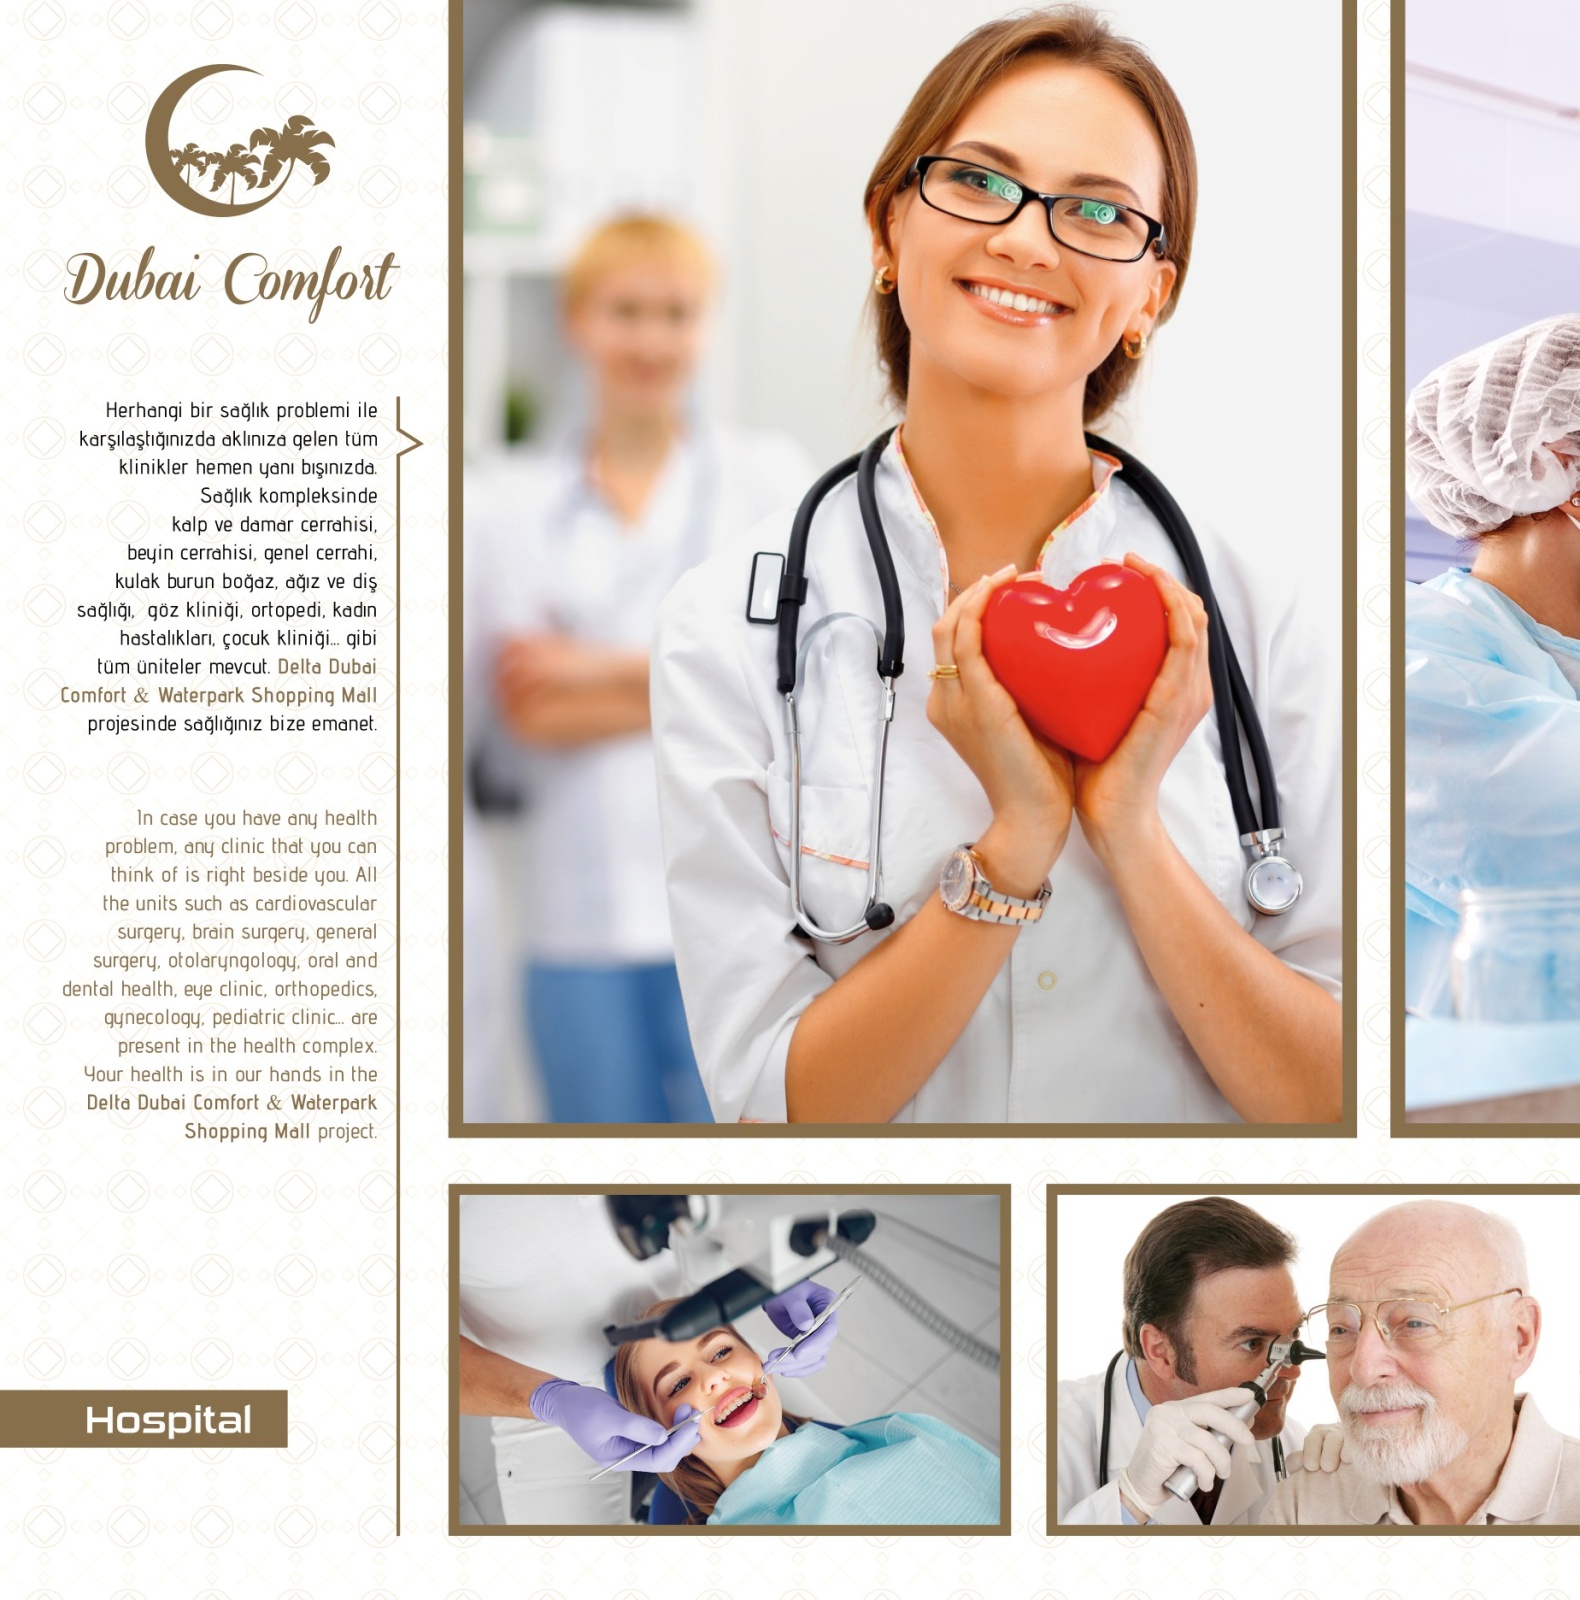 Dubai Comfort
Herhangi bir sağlık problemi ile
karşılaştığınızda aklınıza gelen tüm
klinikler hemen yanı bışınızda.
Sağlık kompleksinde
kalp ve damar cerrahisi,
beyin cerrahisi, genel cerrahi,
kulak burun boğaz, ağız ve diş
sağlığı, göz kliniği, ortopedi, kadın
hastalıkları, çocuk kliniği... gibi
tüm üniteler mevcut. Delta Dubai
Comfort & Waterpark Shopping Mall
projesinde sağlığınız bize emanet.
In case you have any health
problem, any clinic that you can
think of is right beside you. All
the units such as cardiovascular
surgery, brain surgery, general
surgery, otolaryngology, oral and
dental health, eye clinic, orthopedics,
gynecology, pediatric clinic... are
present in the health complex.
Your health is in our hands in the
Delta Dubai Comfort & Waterpark
Shopping Mall project.
Hospital